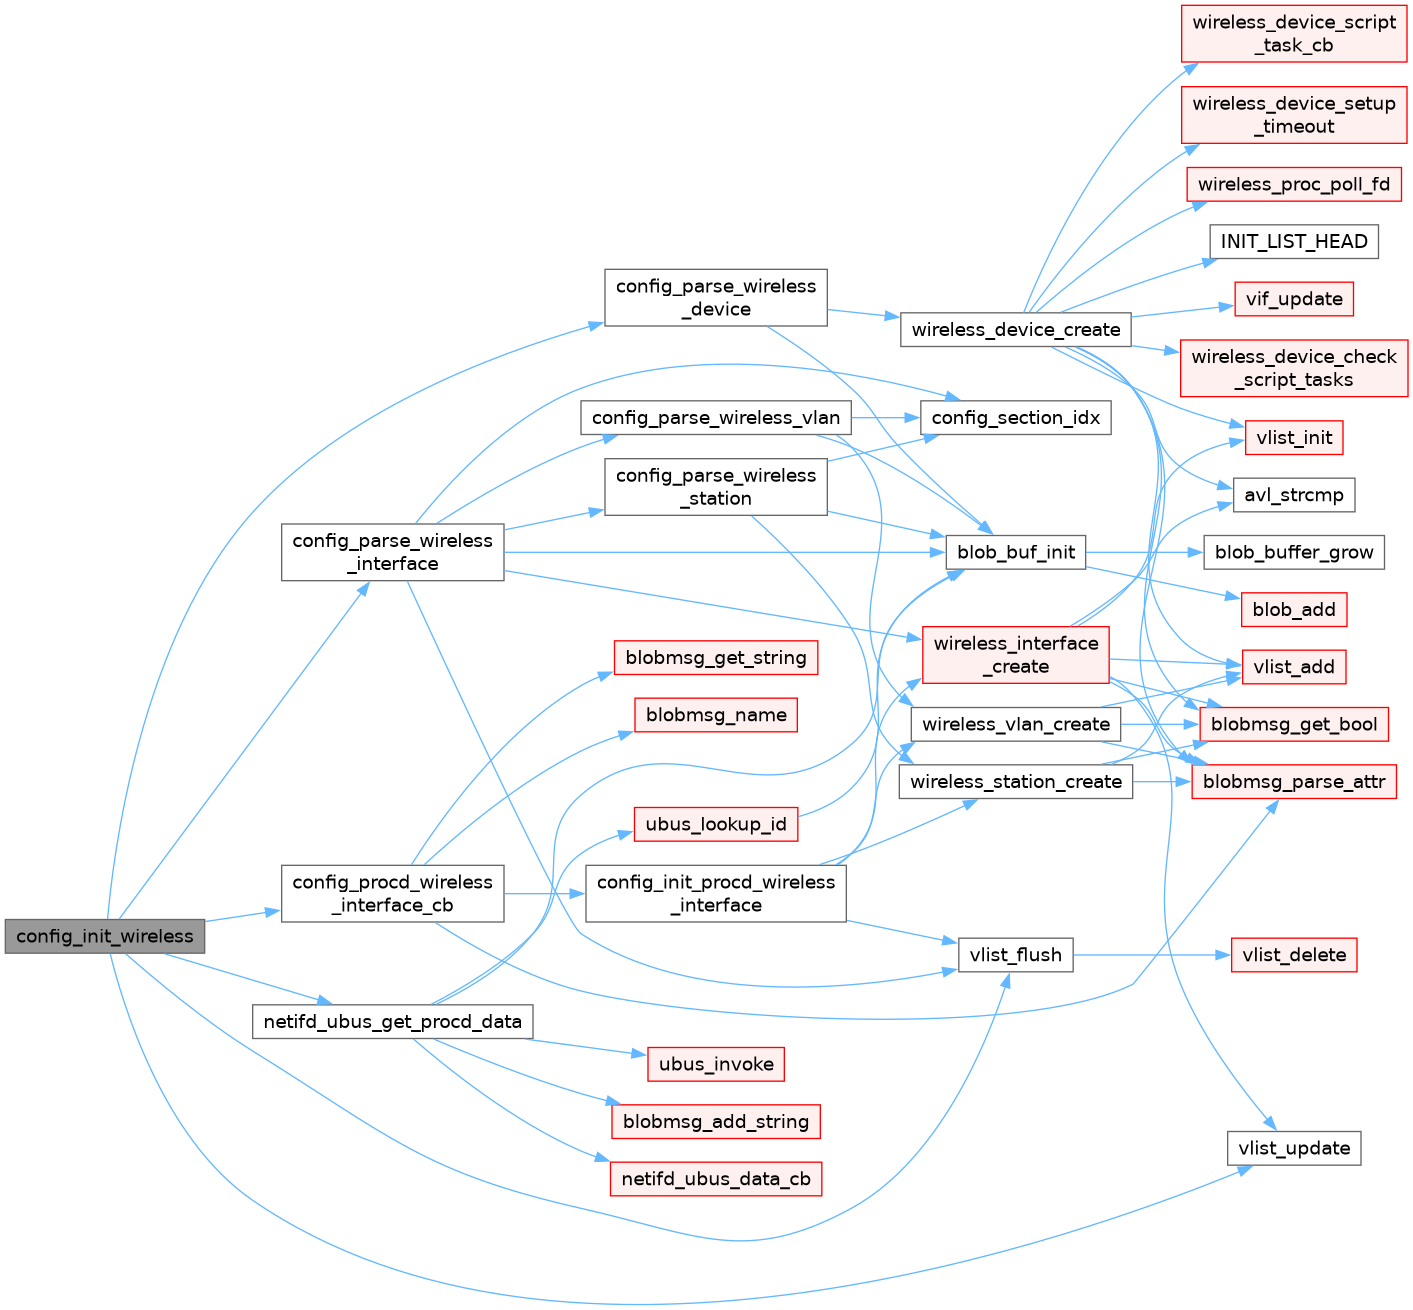 wireless_device_script
_task_cb
wireless_device_setup
_timeout
wireless_proc_poll_fd
INIT_LIST_HEAD
config_parse_wireless
_device
vif_update
wireless_device_create
wireless_device_check
_script_tasks
config_parse_wireless_vlan
config_section_idx
vlist_init
config_parse_wireless
_station
avl_strcmp
config_parse_wireless
_interface
blob_buf_init
blob_buffer_grow
blob_add
blobmsg_get_string
wireless_interface
_create
vlist_add
blobmsg_name
wireless_vlan_create
blobmsg_get_bool
wireless_station_create
blobmsg_parse_attr
ubus_lookup_id
config_procd_wireless
_interface_cb
config_init_procd_wireless
_interface
config_init_wireless
vlist_flush
vlist_delete
netifd_ubus_get_procd_data
ubus_invoke
blobmsg_add_string
vlist_update
netifd_ubus_data_cb